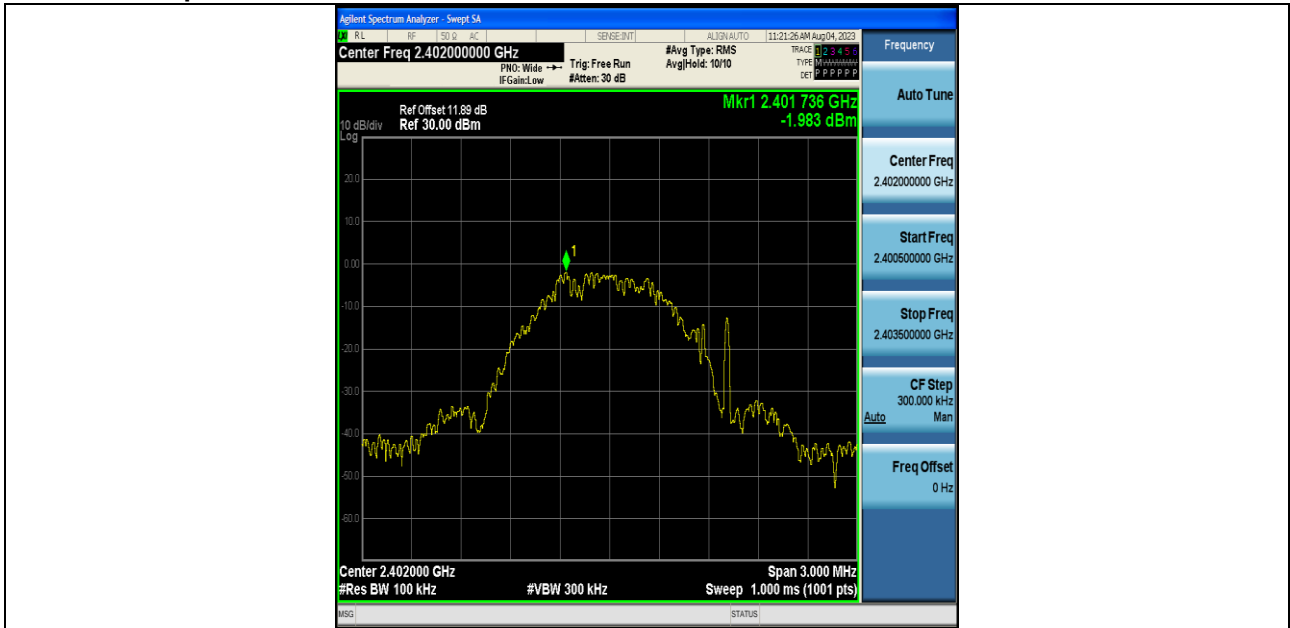 Agilent Spectrum Analyzer - Swept SA
LXI RL RF 50 Ω AC SENSE:INT ALIGN AUTO 11:21:26 AM Aug 04, 2023
Center Freq 2.402000000 GHz
PNO: Wide
IFGain:Low
Trig: Free Run
#Atten: 30 dB
#Avg Type: RMS
Avg|Hold: 10/10
TRACE 1 2 3 4 5 6
TYPE M
DET P P P P P P
Mkr1 2.401 736 GHz
-1.983 dBm
Ref Offset 11.89 dB
10 dB/div Ref 30.00 dBm
Log
20.0
10.0
0.00
-10.0
-20.0
-30.0
-40.0
-50.0
-60.0
1
Center 2.402000 GHz Span 3.000 MHz
#Res BW 100 kHz #VBW 300 kHz Sweep 1.000 ms (1001 pts)
MSG STATUS
Frequency
Auto Tune
Center Freq
2.402000000 GHz
Start Freq
2.400500000 GHz
Stop Freq
2.403500000 GHz
CF Step
300.000 kHz
Auto Man
Freq Offset
0 Hz